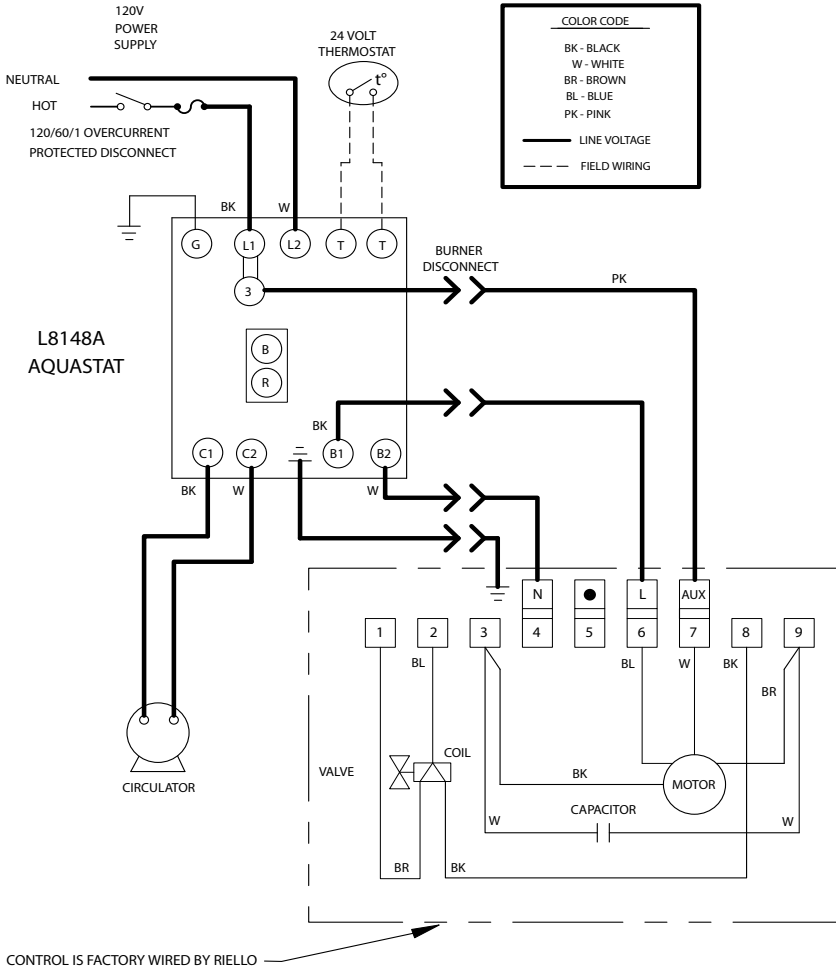 120V
POWER
SUPPLY
24 VOLT
THERMOSTAT
t°
COLOR CODE
BK - BLACK
W - WHITE
BR - BROWN
BL - BLUE
PK - PINK
LINE VOLTAGE
FIELD WIRING
NEUTRAL
HOT
120/60/1 OVERCURRENT
PROTECTED DISCONNECT
BK
W
G
L1
L2
T
T
3
BURNER
DISCONNECT
PK
L8148A
AQUASTAT
B
R
BK
C1
C2
B1
B2
BK
W
W
N
L
AUX
1
2
3
4
5
6
7
8
9
BL
BL
W
BK
BR
VALVE
COIL
BK
MOTOR
CAPACITOR
W
W
BR
BK
CIRCULATOR
CONTROL IS FACTORY WIRED BY RIELLO